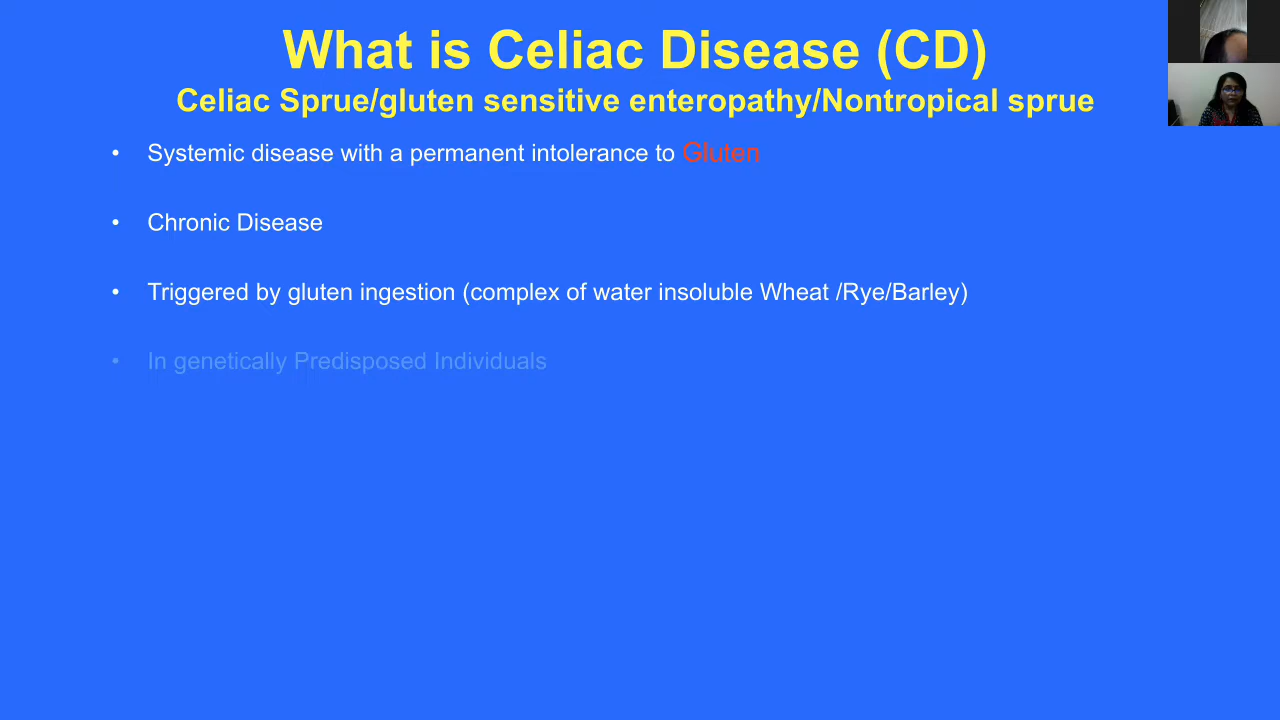 What is Celiac Disease (CD)
Celiac Sprue/gluten sensitive enteropathy/Nontropical sprue
• Systemic disease with a permanent intolerance to Gluten
• Chronic Disease
• Triggered by gluten ingestion (complex of water insoluble Wheat /Rye/Barley)
• In genetically Predisposed Individuals